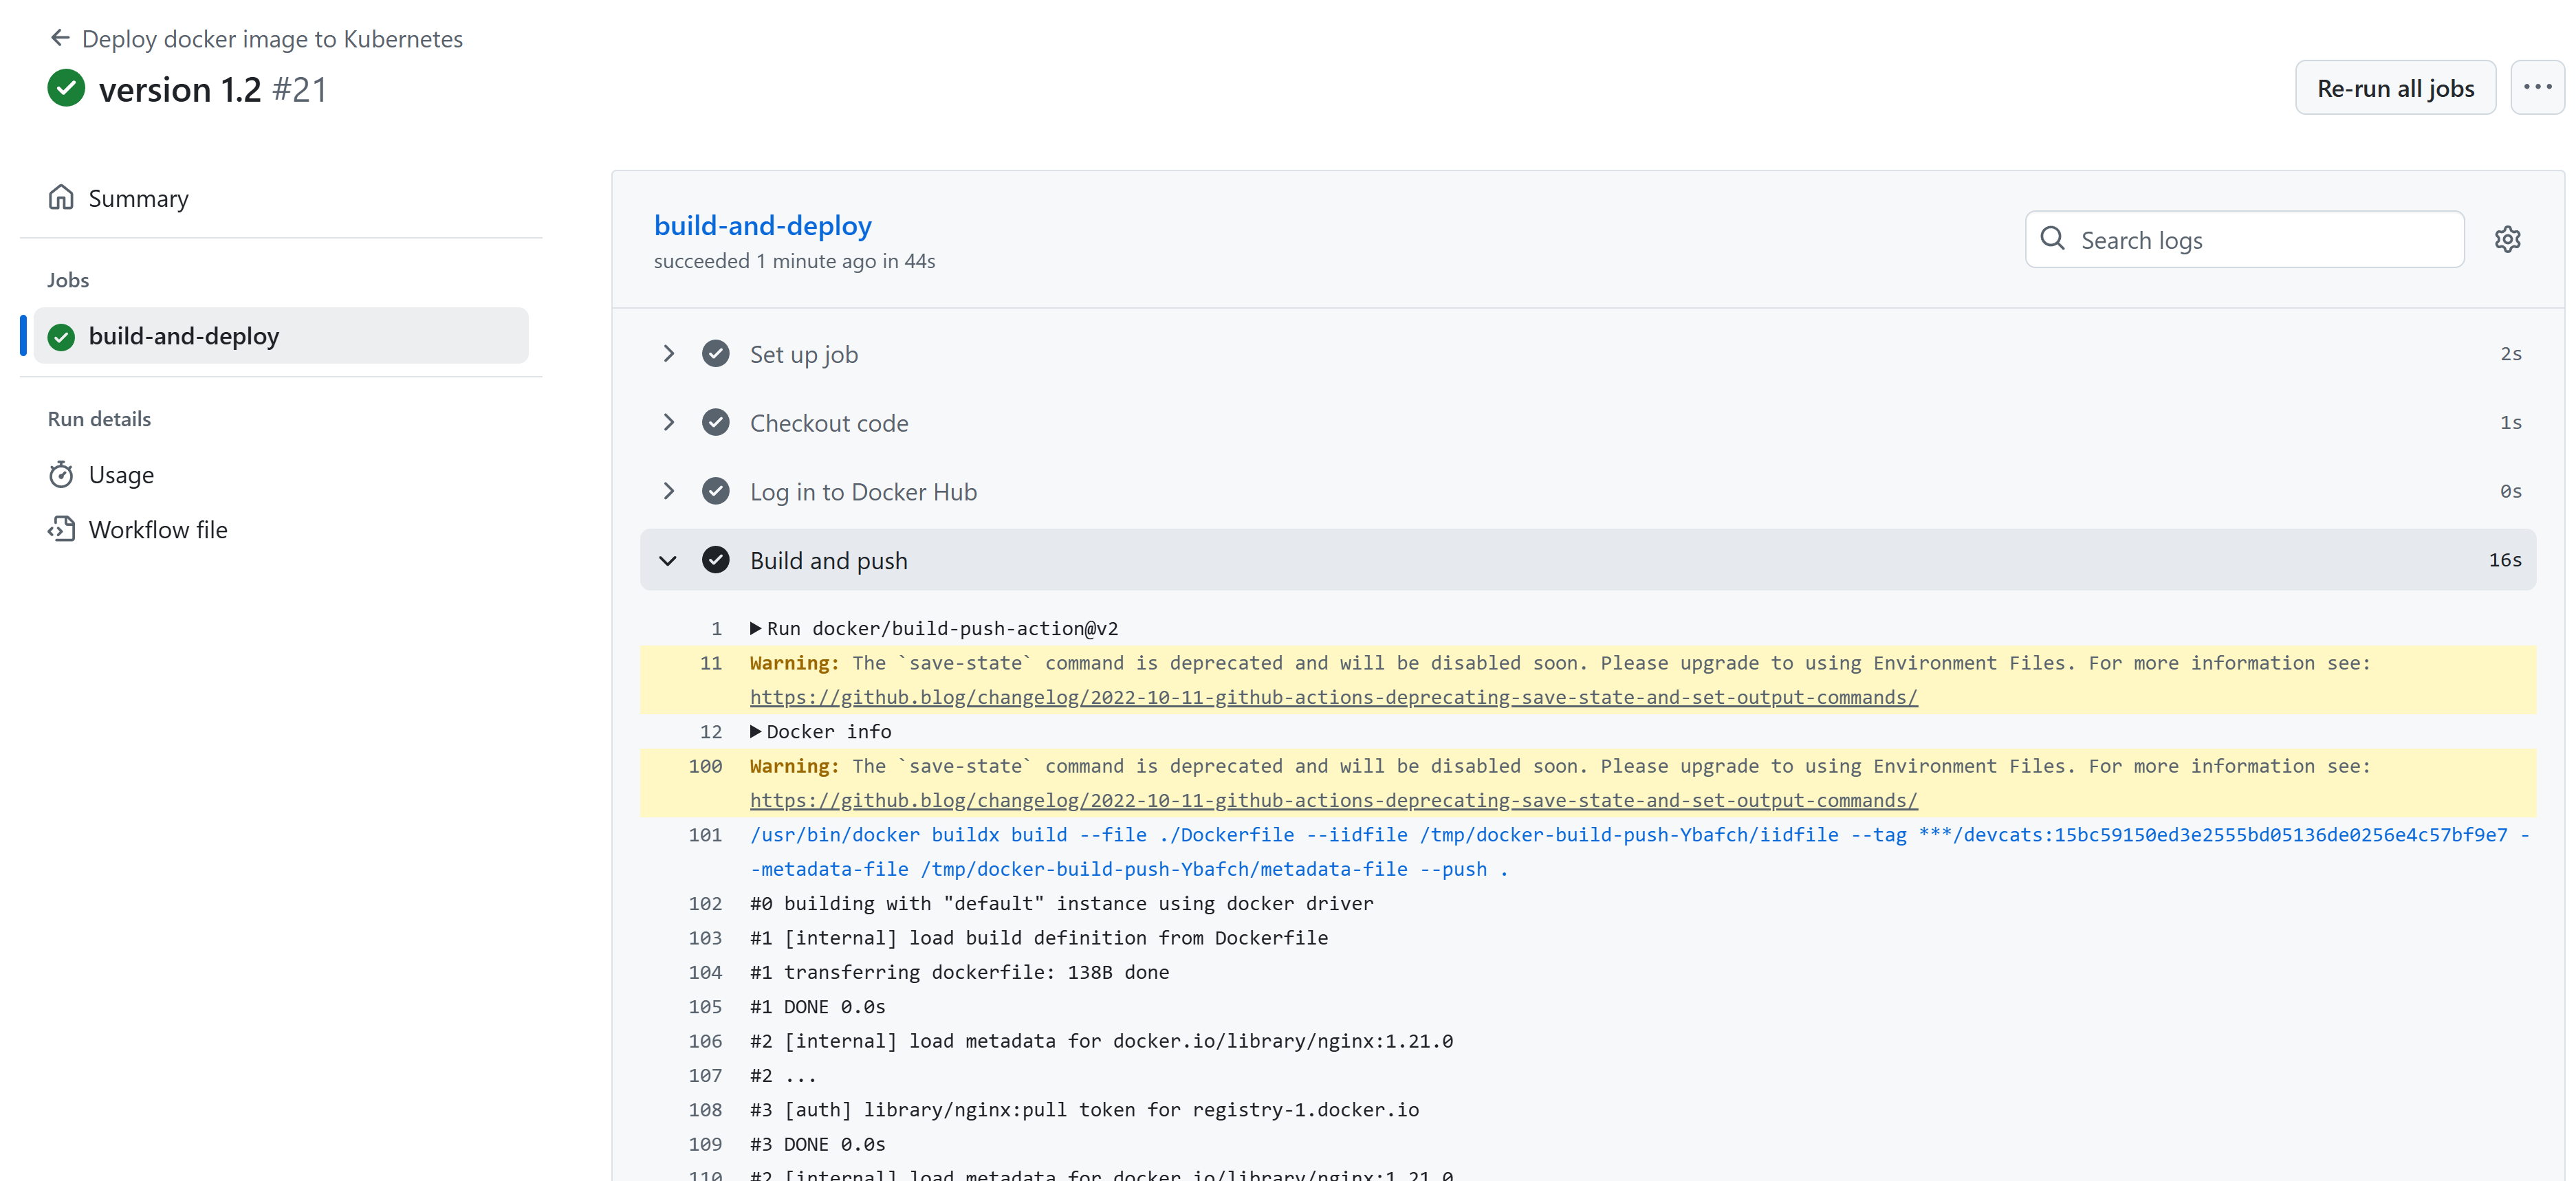 Deploy docker image to Kubernetes
version 1.2 #21
Re-run all jobs
Summary
Jobs
build-and-deploy
Run details
Usage
Workflow file
build-and-deploy
succeeded 1 minute ago in 44s
Search logs
Set up job 2s
Checkout code 1s
Log in to Docker Hub 0s
Build and push 16s
1 Run docker/build-push-action@v2
11 Warning: The `save-state` command is deprecated and will be disabled soon. Please upgrade to using Environment Files. For more information see:
https://github.blog/changelog/2022-10-11-github-actions-deprecating-save-state-and-set-output-commands/
12 Docker info
100 Warning: The `save-state` command is deprecated and will be disabled soon. Please upgrade to using Environment Files. For more information see:
https://github.blog/changelog/2022-10-11-github-actions-deprecating-save-state-and-set-output-commands/
101 /usr/bin/docker buildx build --file ./Dockerfile --iidfile /tmp/docker-build-push-Ybafch/iidfile --tag ***/devcats:15bc59150ed3e2555bd05136de0256e4c57bf9e7 -
-metadata-file /tmp/docker-build-push-Ybafch/metadata-file --push .
102 #0 building with "default" instance using docker driver
103 #1 [internal] load build definition from Dockerfile
104 #1 transferring dockerfile: 138B done
105 #1 DONE 0.0s
106 #2 [internal] load metadata for docker.io/library/nginx:1.21.0
107 #2 ...
108 #3 [auth] library/nginx:pull token for registry-1.docker.io
109 #3 DONE 0.0s
110 #2 [internal] load metadata for docker.io/library/nginx:1.21.0